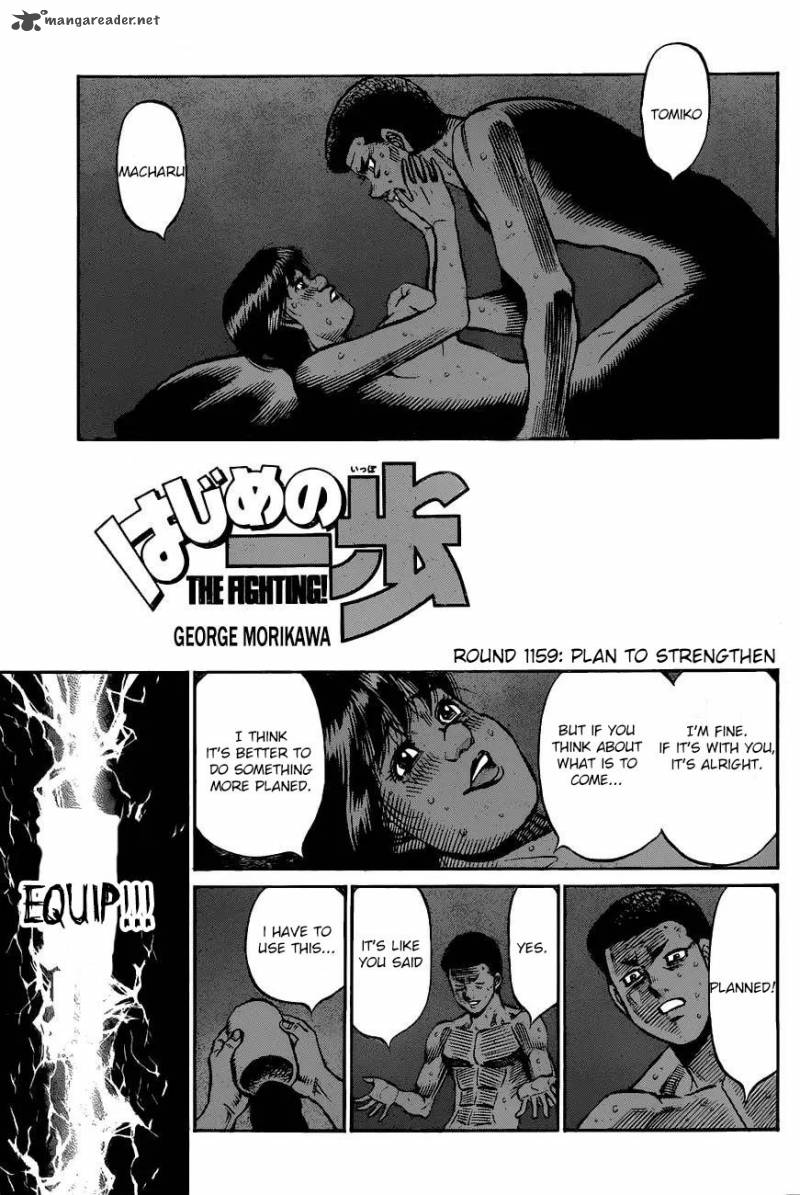 mangareader.net
TOMIKO
MACHARU
はじめの一歩
いっぽ
THE FIGHTING!
GEORGE MORIKAWA
ROUND 1159: PLAN TO STRENGTHEN
I'M FINE.
IF IT'S WITH YOU,
IT'S ALRIGHT.
BUT IF YOU
THINK ABOUT
WHAT IS TO
COME...
I THINK
IT'S BETTER TO
DO SOMETHING
MORE PLANED.
PLANNED!
YES.
IT'S LIKE
YOU SAID
I HAVE TO
USE THIS...
EQUIP!!!